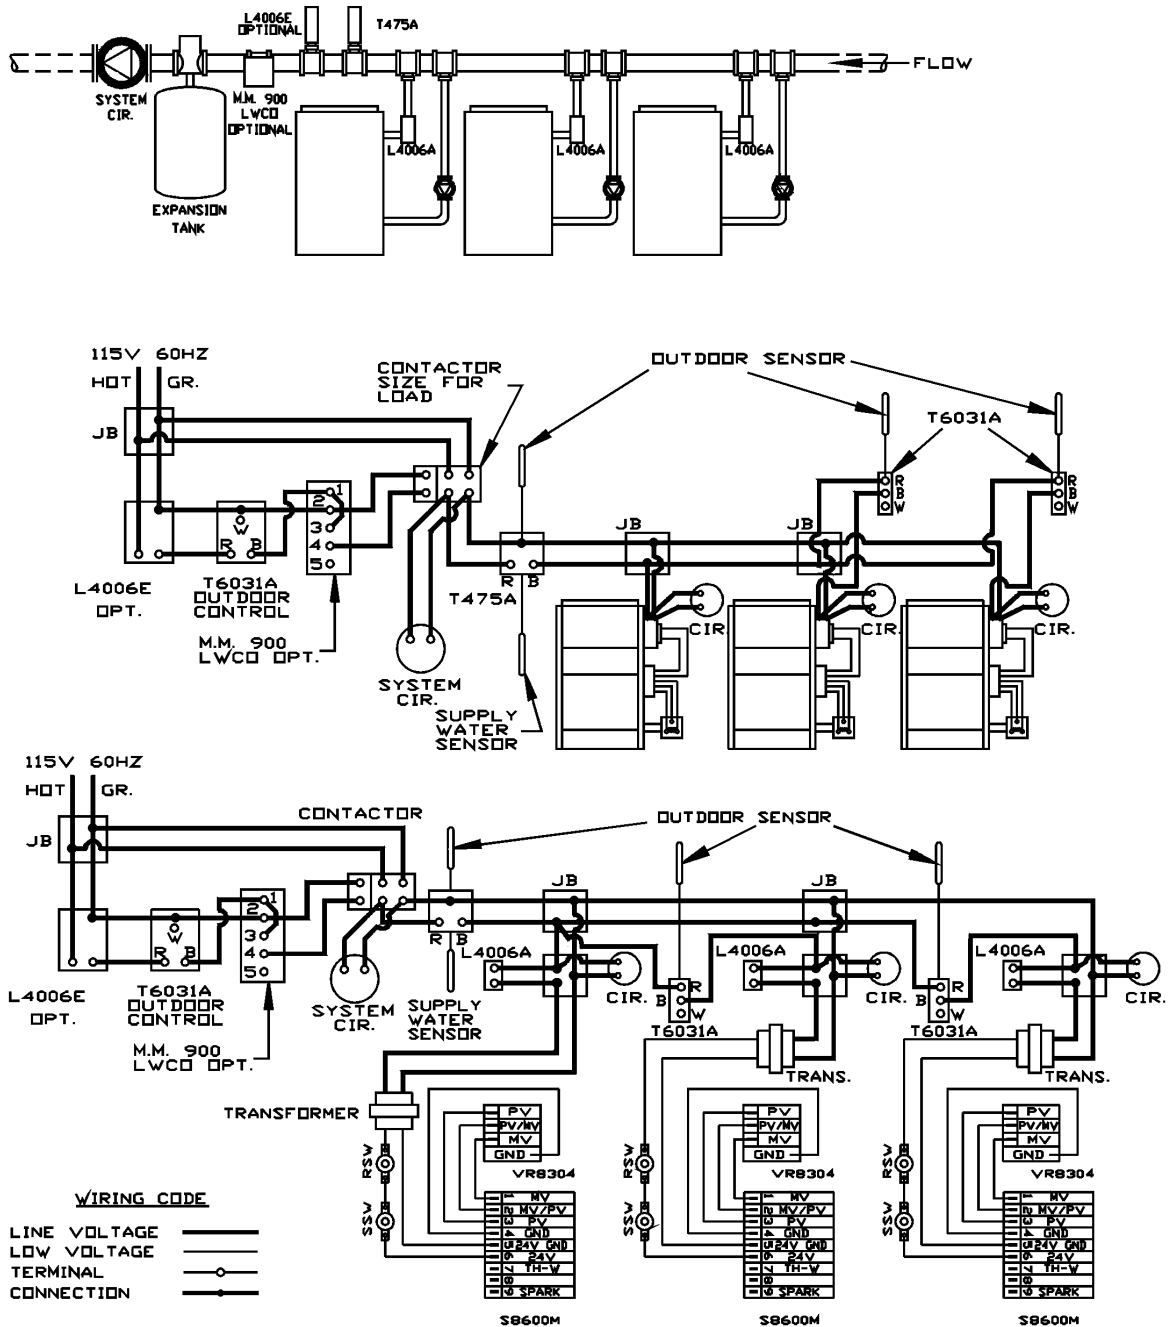 L4006E
OPTIONAL
T475A
FLOW
SYSTEM
CIR.
M.M. 900
LWCO
OPTIONAL
L4006A
L4006A
L4006A
EXPANSION
TANK
115V 60HZ
HOT
GR.
CONTACTOR
SIZE FOR
LOAD
OUTDOOR SENSOR
T6031A
JB
R
B
W
R
B
W
1
2
3
4
5
W
R
B
JB
JB
R
B
L4006E
OPT.
T6031A
OUTDOOR
CONTROL
T475A
M.M. 900
LWCO OPT.
CIR.
CIR.
CIR.
SYSTEM
CIR.
SUPPLY
WATER
SENSOR
115V 60HZ
HOT
GR.
CONTACTOR
OUTDOOR SENSOR
JB
JB
JB
1
2
3
4
5
W
R
B
R
B
L4006A
L4006A
L4006A
CIR.
CIR.
CIR.
R
B
W
R
B
W
L4006E
OPT.
T6031A
OUTDOOR
CONTROL
SYSTEM
CIR.
SUPPLY
WATER
SENSOR
T6031A
T6031A
M.M. 900
LWCO OPT.
TRANS.
TRANS.
TRANSFORMER
PV
PV/MV
MV
GND
VR8304
PV
PV/MV
MV
GND
VR8304
PV
PV/MV
MV
GND
VR8304
RSW
SSW
RSW
SSW
RSW
SSW
1 MV
2 MV/PV
3 PV
4 GND
5 24V GND
6 24V
7 TH-W
8
9 SPARK
S8600M
1 MV
2 MV/PV
3 PV
4 GND
5 24V GND
6 24V
7 TH-W
8
9 SPARK
S8600M
1 MV
2 MV/PV
3 PV
4 GND
5 24V GND
6 24V
7 TH-W
8
9 SPARK
S8600M
WIRING CODE
LINE VOLTAGE
LOW VOLTAGE
TERMINAL
CONNECTION